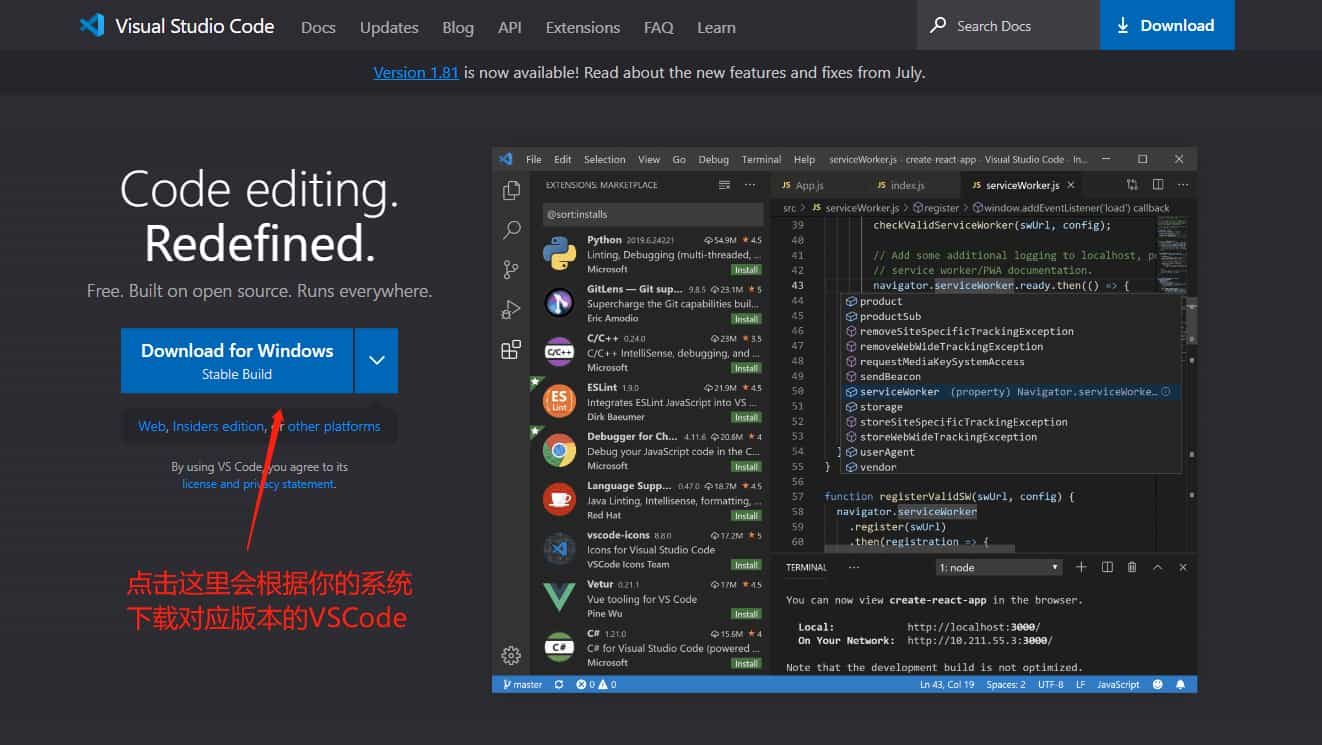 Visual Studio Code Docs Updates Blog API Extensions FAQ Learn Search Docs Download
Version 1.81 is now available! Read about the new features and fixes from July.
Code editing.
Redefined.
Free. Built on open source. Runs everywhere.
Download for Windows
Stable Build
Web, Insiders edition, or other platforms
By using VS Code, you agree to its
license and privacy statement.
点击这里会根据你的系统
下载对应版本的VSCode
File Edit Selection View Go Debug Terminal Help serviceWorker.js - create-react-app - Visual Studio Code - In...
EXTENSIONS: MARKETPLACE
@sort:installs
Python 2019.6.24221 54.9M 4.5
Linting, Debugging (multi-threaded, ...
Microsoft Install
GitLens — Git sup... 9.8.5 23.1M 5
Supercharge the Git capabilities buil...
Eric Amodio Install
C/C++ 0.24.0 23M 3.5
C/C++ IntelliSense, debugging, and ...
Microsoft Install
ESLint 1.9.0 21.9M 4.5
Integrates ESLint JavaScript into VS ...
Dirk Baeumer Install
Debugger for Ch... 4.11.6 20.6M 4
Debug your JavaScript code in the C...
Microsoft Install
Language Supp... 0.47.0 18.7M 4.5
Java Linting, Intellisense, formatting, ...
Red Hat Install
vscode-icons 8.8.0 17.2M 5
Icons for Visual Studio Code
VSCode Icons Team Install
Vetur 0.21.1 17M 4.5
Vue tooling for VS Code
Pine Wu Install
C# 1.21.0 15.6M 4
C# for Visual Studio Code (powered ...
Microsoft Install
JS App.js JS index.js JS serviceWorker.js
src > JS serviceWorker.js > register > window.addEventListener('load') callback
39 checkValidServiceWorker(swUrl, config);
40
41 // Add some additional logging to localhost, p
42 // service worker/PWA documentation.
43 navigator.serviceWorker.ready.then(() => {
44 product
45 productSub
46 removeSiteSpecificTrackingException
47 removeWebWideTrackingException
48 requestMediaKeySystemAccess
49 sendBeacon
50 serviceWorker (property) Navigator.serviceWorke...
51 storage
52 storeSiteSpecificTrackingException
53 storeWebWideTrackingException
54 } userAgent
55 } vendor
56
57 function registerValidSW(swUrl, config) {
58 navigator.serviceWorker
59 .register(swUrl)
60 .then(registration => {
TERMINAL ... 1: node
You can now view create-react-app in the browser.
Local: http://localhost:3000/
On Your Network: http://10.211.55.3:3000/
Note that the development build is not optimized.
master 0 0 Ln 43, Col 19 Spaces: 2 UTF-8 LF JavaScript